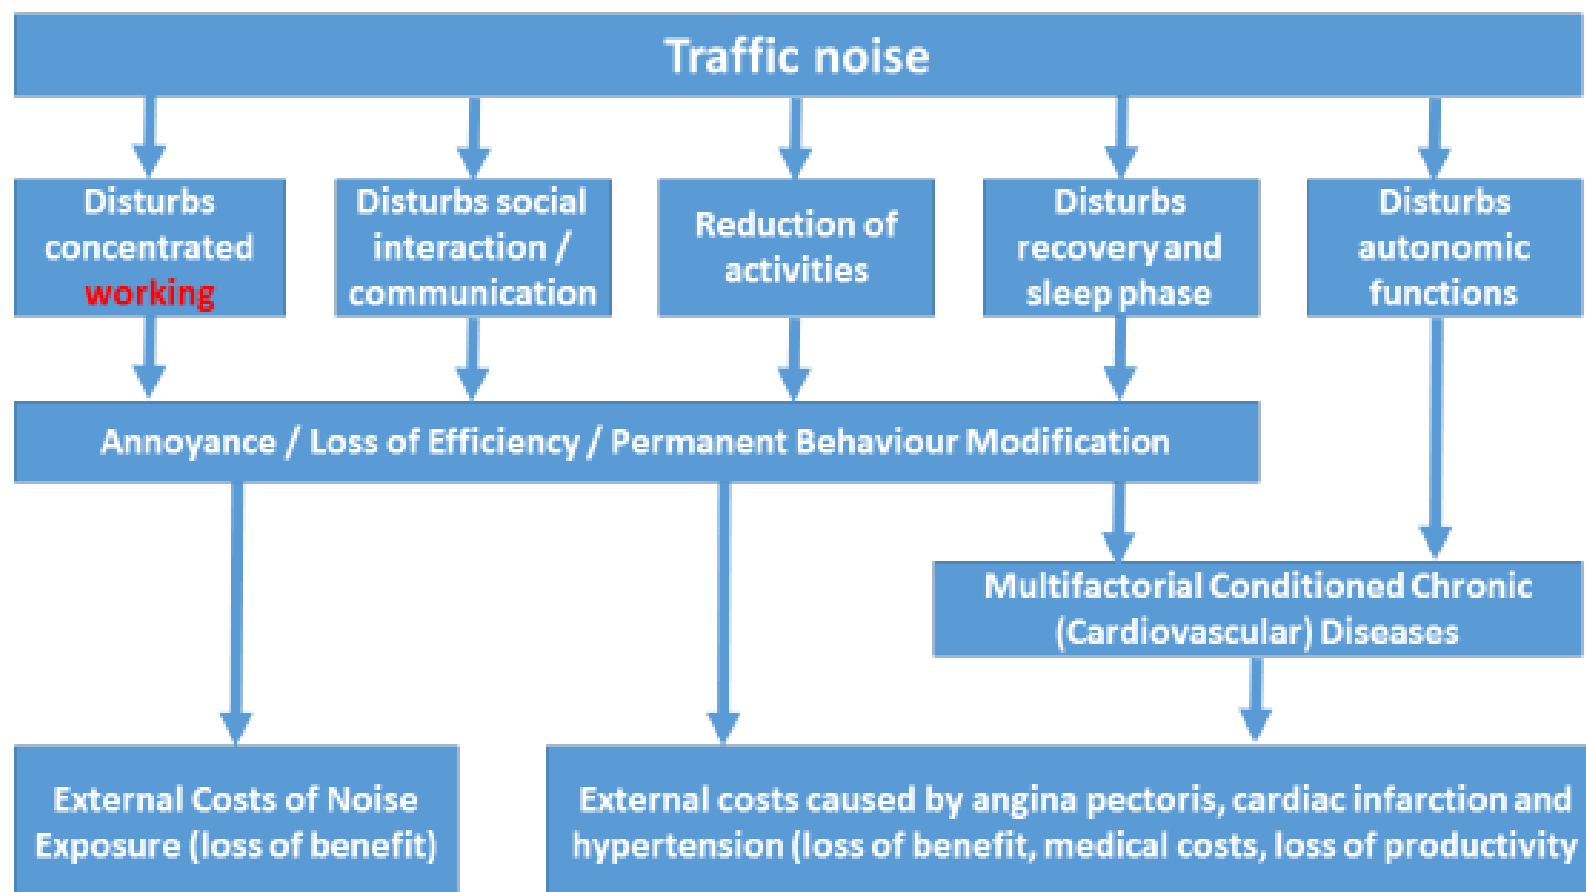 Traffic noise
Disturbs
concentrated
working
Disturbs social
interaction /
communication
Reduction of
activities
Disturbs
recovery and
sleep phase
Disturbs
autonomic
functions
Annoyance / Loss of Efficiency / Permanent Behaviour Modification
Multifactorial Conditioned Chronic
(Cardiovascular) Diseases
External Costs of Noise
Exposure (loss of benefit)
External costs caused by angina pectoris, cardiac infarction and
hypertension (loss of benefit, medical costs, loss of productivity